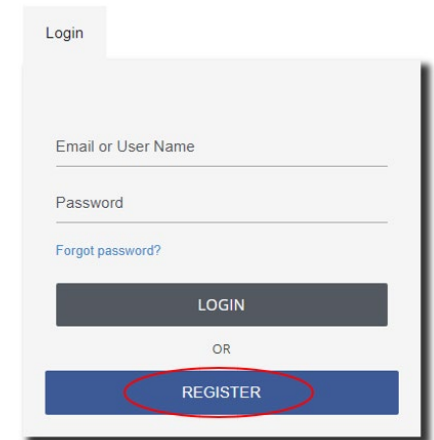 Login
Email or User Name
Password
Forgot password?
LOGIN
OR
REGISTER